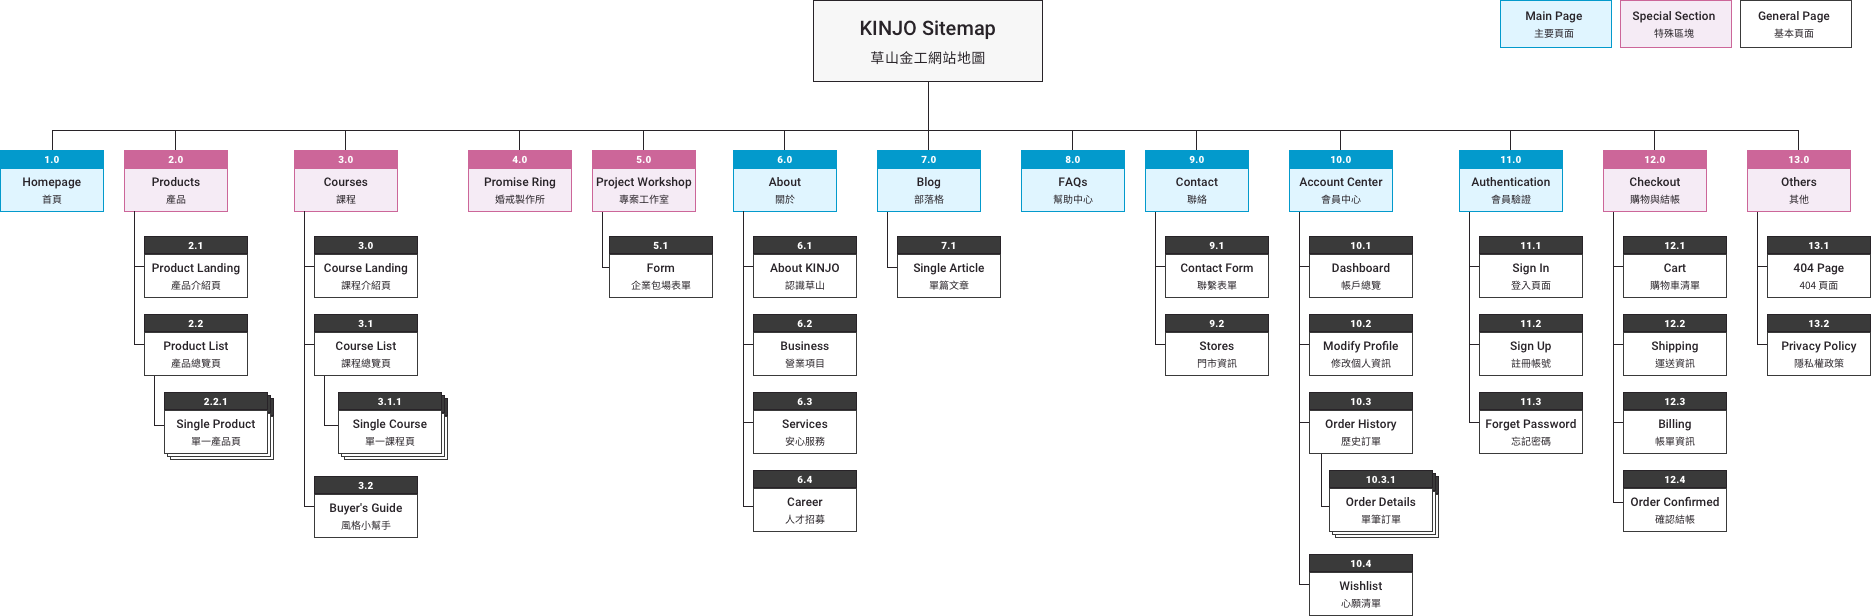 KINJO Sitemap
草山金工網站地圖
Main Page
主要頁面
Special Section
特殊區塊
General Page
基本頁面
1.0
Homepage
首頁
2.0
Products
產品
2.1
Product Landing
產品介紹頁
2.2
Product List
產品總覽頁
2.2.1
Single Product
單一產品頁
3.0
Courses
課程
3.0
Course Landing
課程介紹頁
3.1
Course List
課程總覽頁
3.1.1
Single Course
單一課程頁
3.2
Buyer's Guide
風格小幫手
4.0
Promise Ring
婚戒製作所
5.0
Project Workshop
專案工作室
5.1
Form
企業包場表單
6.0
About
關於
6.1
About KINJO
認識草山
6.2
Business
營業項目
6.3
Services
安心服務
6.4
Career
人才招募
7.0
Blog
部落格
7.1
Single Article
單篇文章
8.0
FAQs
幫助中心
9.0
Contact
聯絡
9.1
Contact Form
聯繫表單
9.2
Stores
門市資訊
10.0
Account Center
會員中心
10.1
Dashboard
帳戶總覽
10.2
Modify Profile
修改個人資訊
10.3
Order History
歷史訂單
10.3.1
Order Details
單筆訂單
10.4
Wishlist
心願清單
11.0
Authentication
會員驗證
11.1
Sign In
登入頁面
11.2
Sign Up
註冊帳號
11.3
Forget Password
忘記密碼
12.0
Checkout
購物與結帳
12.1
Cart
購物車清單
12.2
Shipping
運送資訊
12.3
Billing
帳單資訊
12.4
Order Confirmed
確認結帳
13.0
Others
其他
13.1
404 Page
404 頁面
13.2
Privacy Policy
隱私權政策